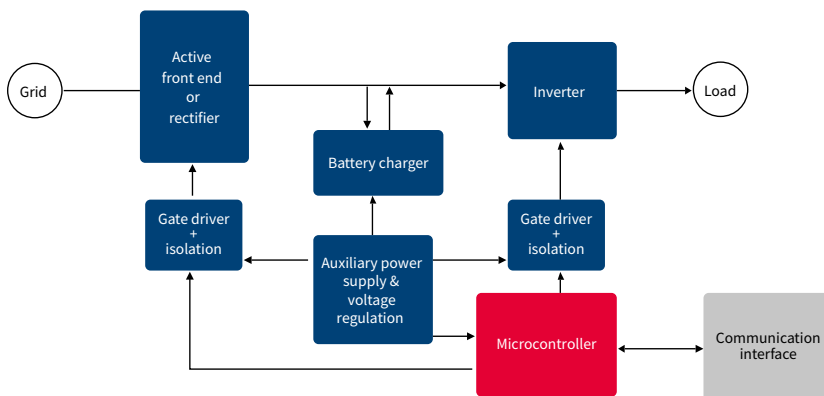 Grid
Active
front end
or
rectifier
Inverter
Load
Battery charger
Gate driver
+
isolation
Auxiliary power
supply &
voltage
regulation
Gate driver
+
isolation
Microcontroller
Communication
interface